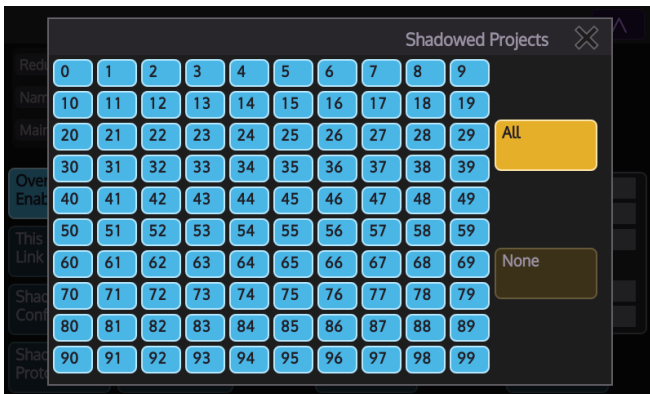 Shadowed Projects
0 1 2 3 4 5 6 7 8 9
10 11 12 13 14 15 16 17 18 19
20 21 22 23 24 25 26 27 28 29
All
30 31 32 33 34 35 36 37 38 39
40 41 42 43 44 45 46 47 48 49
50 51 52 53 54 55 56 57 58 59
60 61 62 63 64 65 66 67 68 69
None
70 71 72 73 74 75 76 77 78 79
80 81 82 83 84 85 86 87 88 89
90 91 92 93 94 95 96 97 98 99
This
Link